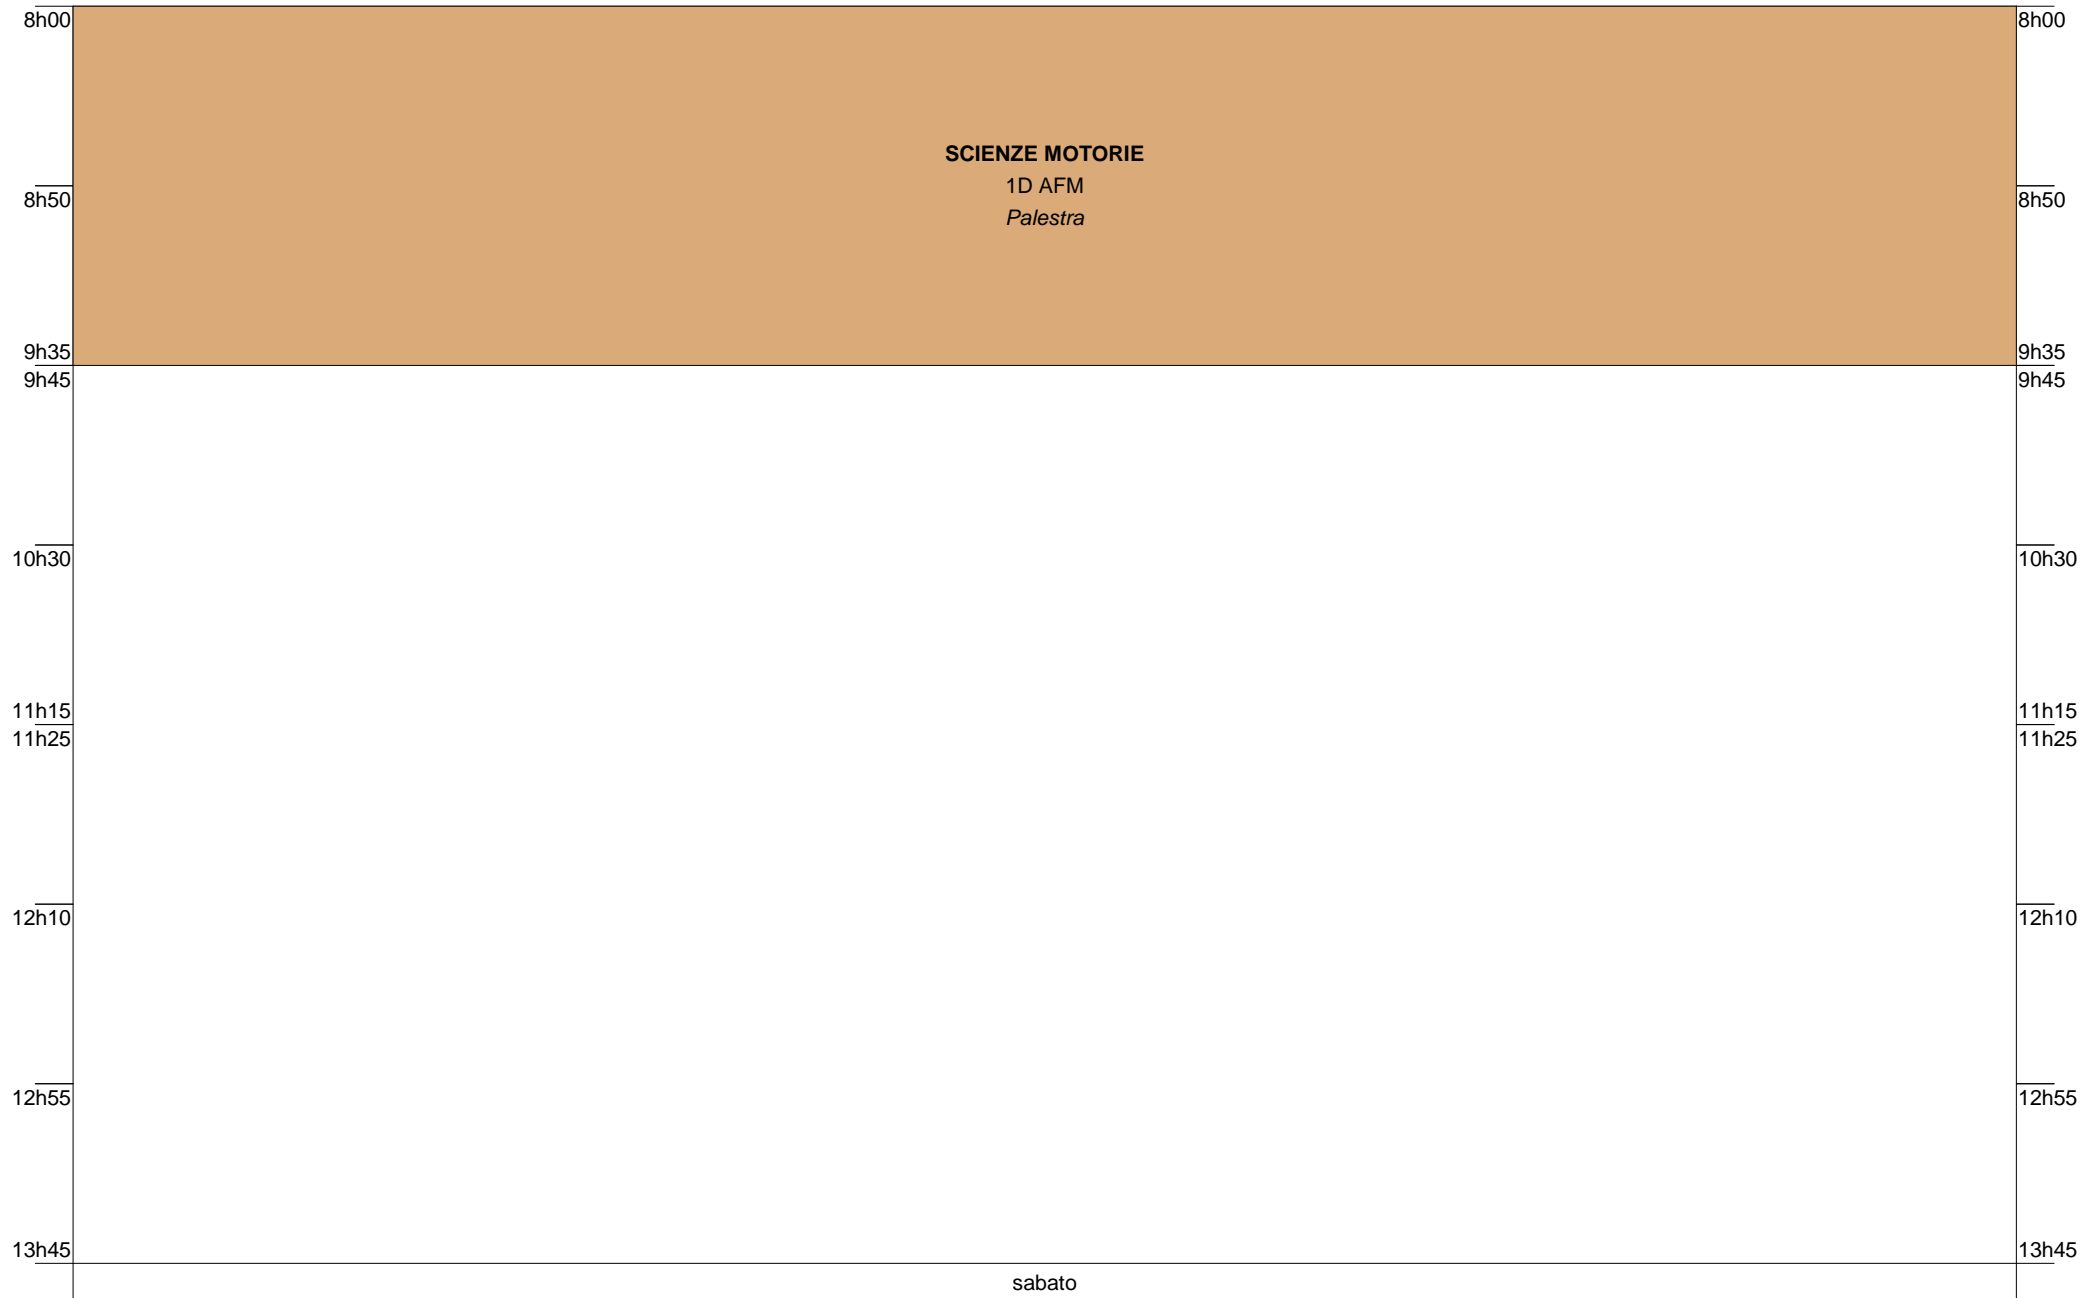 8h00 8h00
SCIENZE MOTORIE
1D AFM
8h50 8h50
Palestra
9h35 9h35
9h45 9h45
10h30 10h30
11h15 11h15
11h25 11h25
12h10 12h10
12h55 12h55
13h45 13h45
sabato